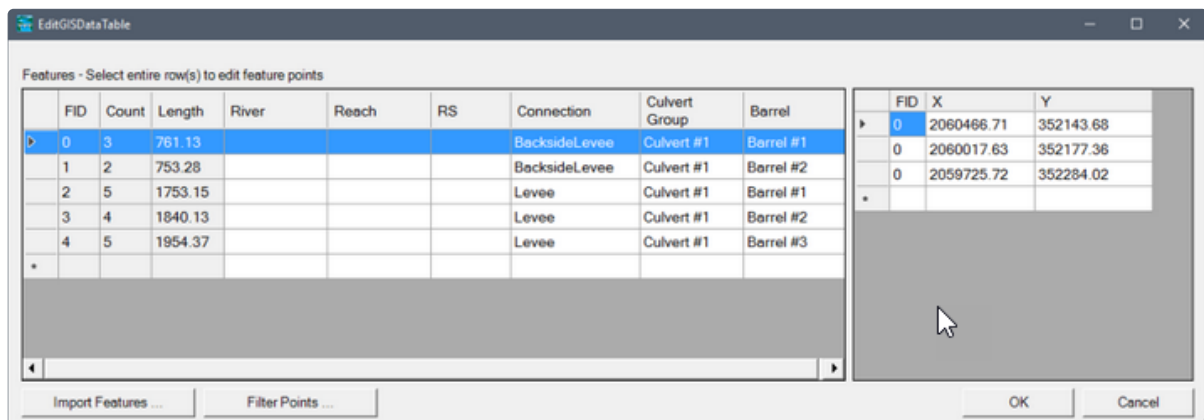 EditGISDataTable
Features - Select entire row(s) to edit feature points
FID Count Length River Reach RS Connection Culvert Group Barrel
0 3 761.13 BacksideLevee Culvert #1 Barrel #1
1 2 753.28 BacksideLevee Culvert #1 Barrel #2
2 5 1753.15 Levee Culvert #1 Barrel #1
3 4 1840.13 Levee Culvert #1 Barrel #2
4 5 1954.37 Levee Culvert #1 Barrel #3
*
FID X Y
0 2060466.71 352143.68
0 2060017.63 352177.36
0 2059725.72 352284.02
*
Import Features ... Filter Points ... OK Cancel